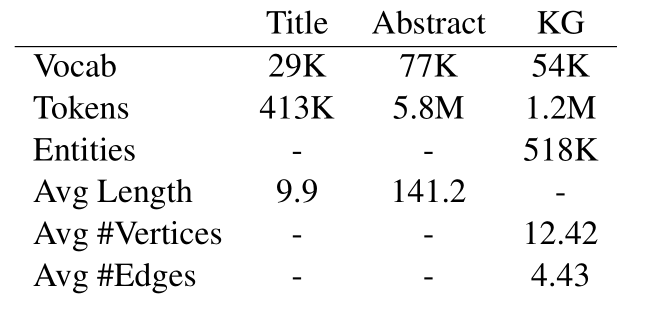 Title Abstract KG
Vocab 29K 77K 54K
Tokens 413K 5.8M 1.2M
Entities - - 518K
Avg Length 9.9 141.2 -
Avg #Vertices - - 12.42
Avg #Edges - - 4.43